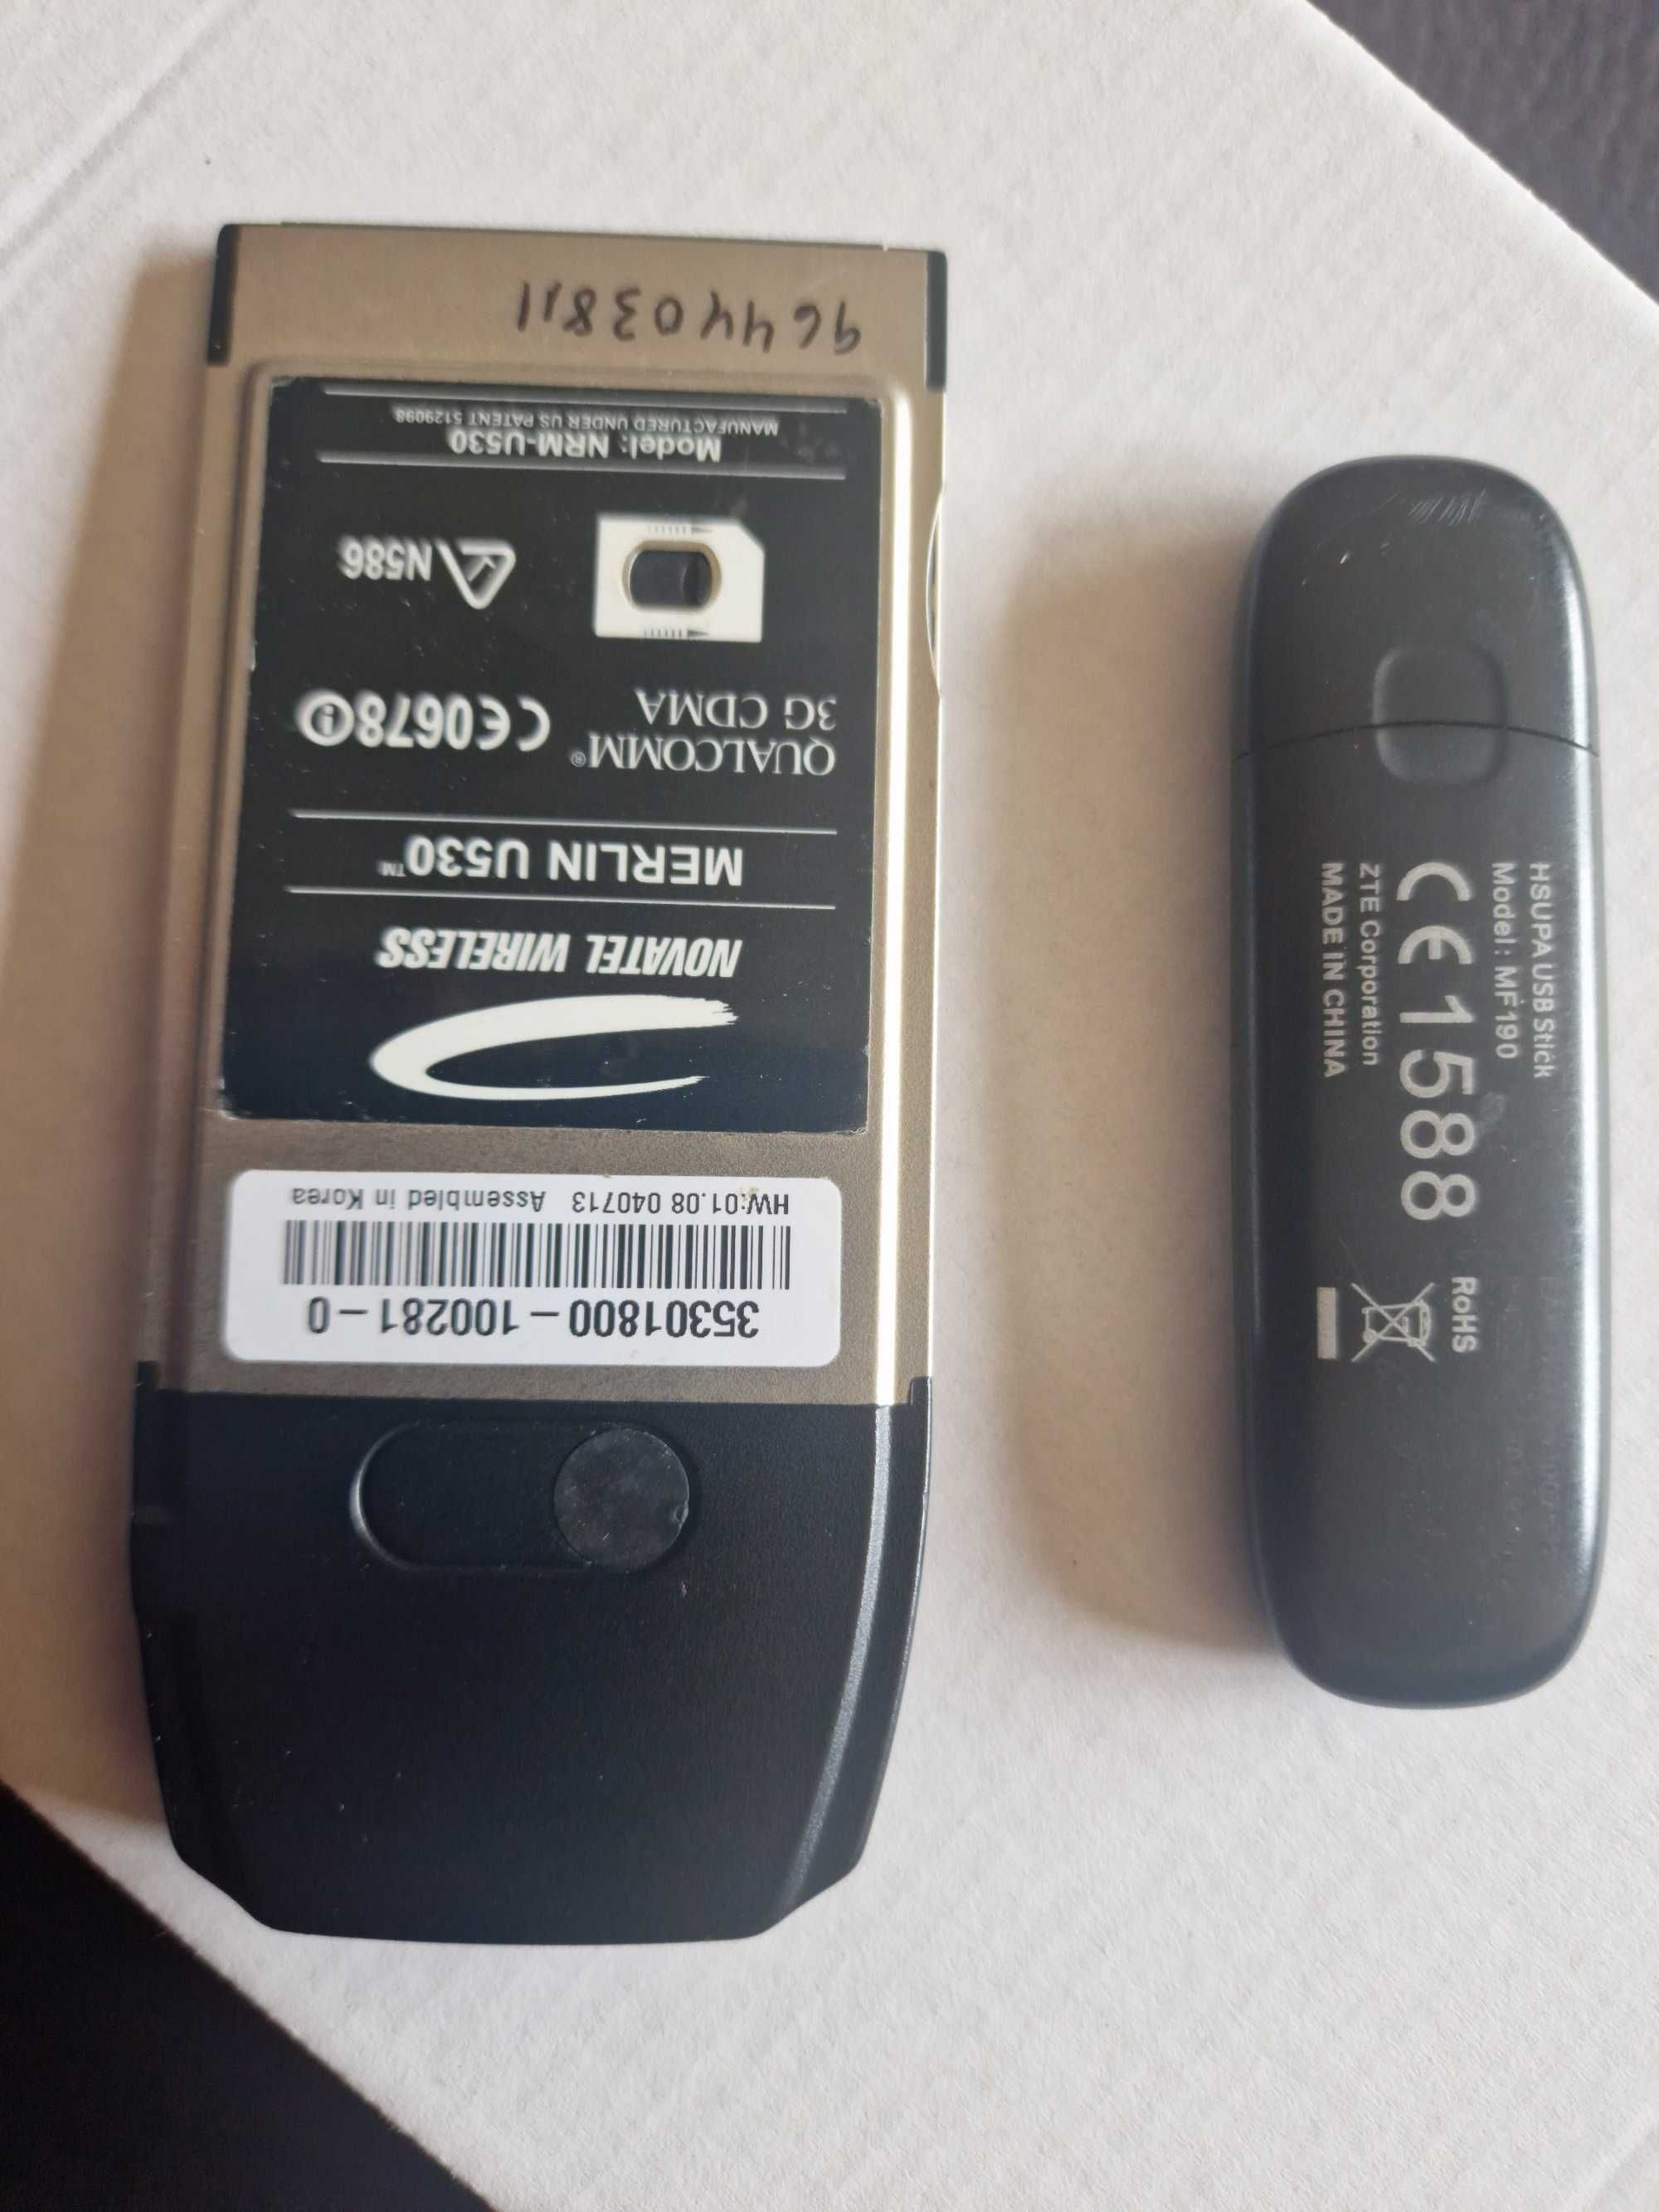 NOVATEL WIRELESS
MERLIN U530™
QUALCOMM®
3G CDMA
CE0678
N586
Model: NRM-U530
MANUFACTURED UNDER US PATENT 5129098
35301800-100281-0
HW:01.08 040713 Assembled in Korea
HSUPA USB Stick
Model: MF190
CE1588
ZTE Corporation
MADE IN CHINA
RoHS